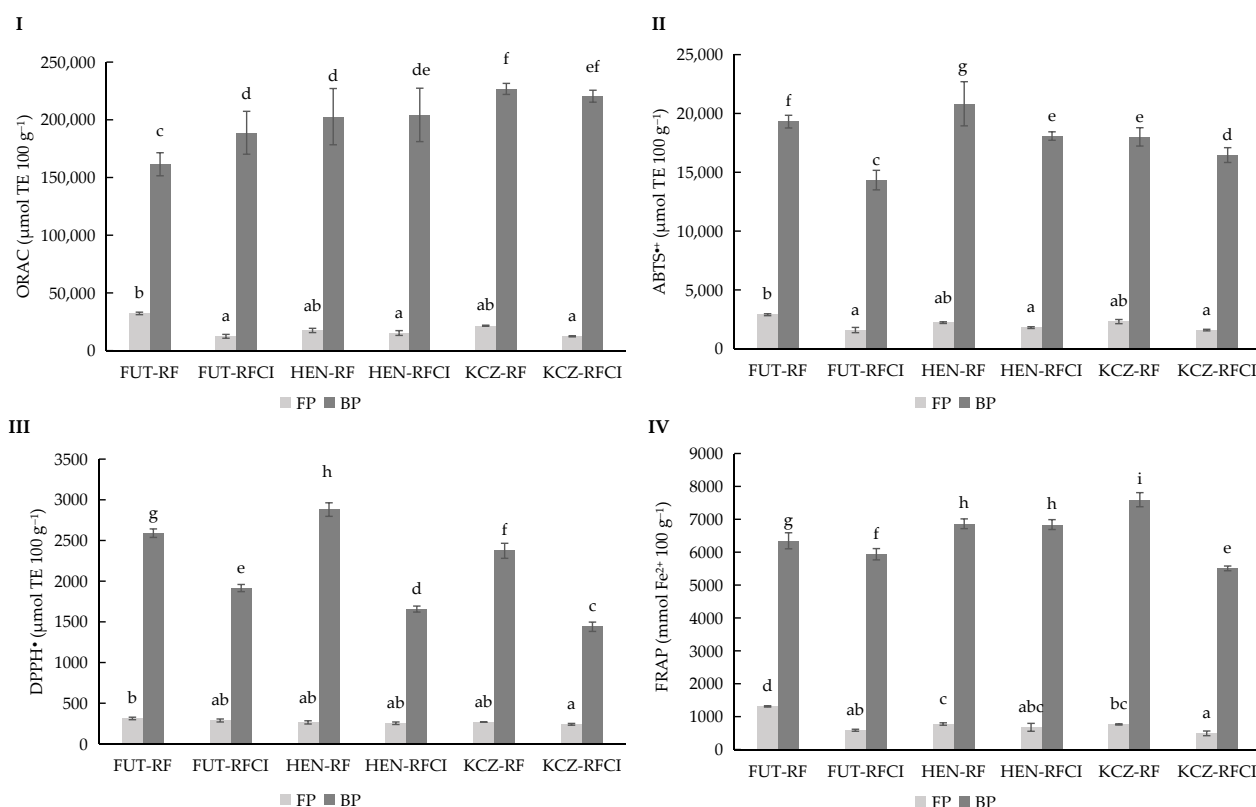 I
ORAC (µmol TE 100 g⁻¹)
250,000
200,000
150,000
100,000
50,000
0
c
d
d
de
f
ef
b
a
ab
a
ab
a
FUT-RF FUT-RFCI HEN-RF HEN-RFCI KCZ-RF KCZ-RFCI
FP BP
II
ABTS•⁺ (µmol TE 100 g⁻¹)
25,000
20,000
15,000
10,000
5,000
0
f
c
g
e
e
d
b
a
ab
a
ab
a
FUT-RF FUT-RFCI HEN-RF HEN-RFCI KCZ-RF KCZ-RFCI
FP BP
III
DPPH• (µmol TE 100 g⁻¹)
3500
3000
2500
2000
1500
1000
500
0
g
e
h
d
f
c
b
ab
ab
ab
ab
a
FUT-RF FUT-RFCI HEN-RF HEN-RFCI KCZ-RF KCZ-RFCI
FP BP
IV
FRAP (mmol Fe²⁺ 100 g⁻¹)
9000
8000
7000
6000
5000
4000
3000
2000
1000
0
g
f
h
h
i
e
d
ab
c
abc
bc
a
FUT-RF FUT-RFCI HEN-RF HEN-RFCI KCZ-RF KCZ-RFCI
FP BP